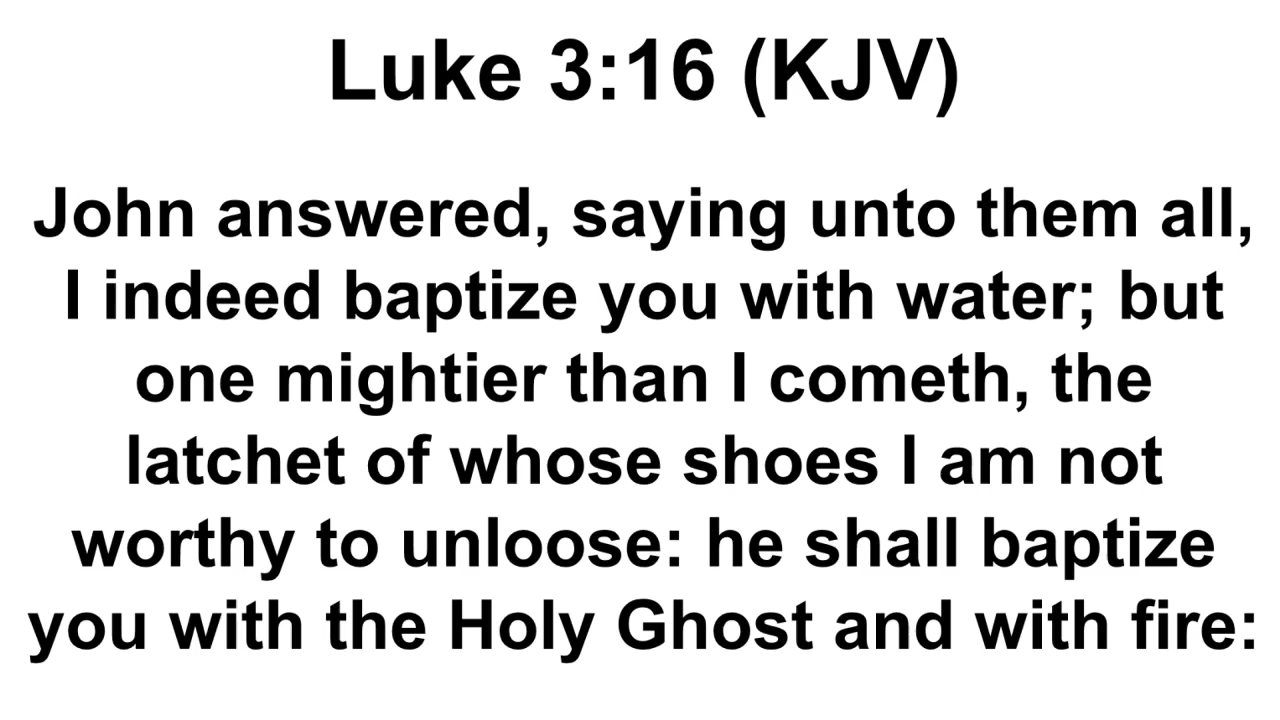 Luke 3:16 (KJV)
John answered, saying unto them all,
I indeed baptize you with water; but
one mightier than I cometh, the
latchet of whose shoes I am not
worthy to unloose: he shall baptize
you with the Holy Ghost and with fire: